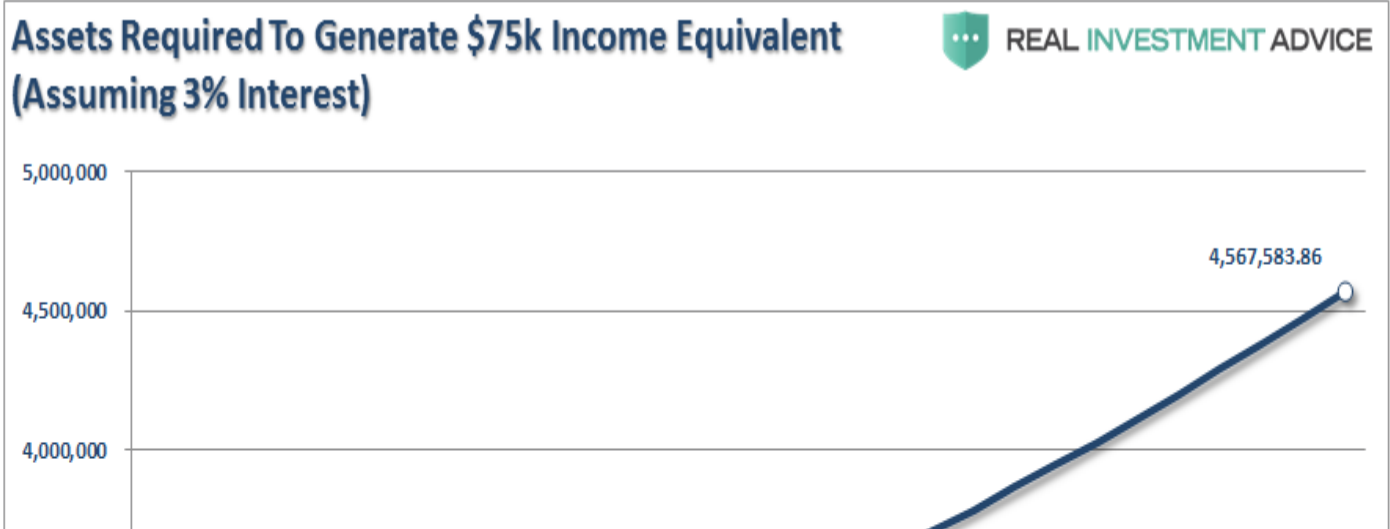 Assets Required To Generate $75k Income Equivalent
(Assuming 3% Interest)
REAL INVESTMENT ADVICE
5,000,000
4,567,583.86
4,500,000
4,000,000